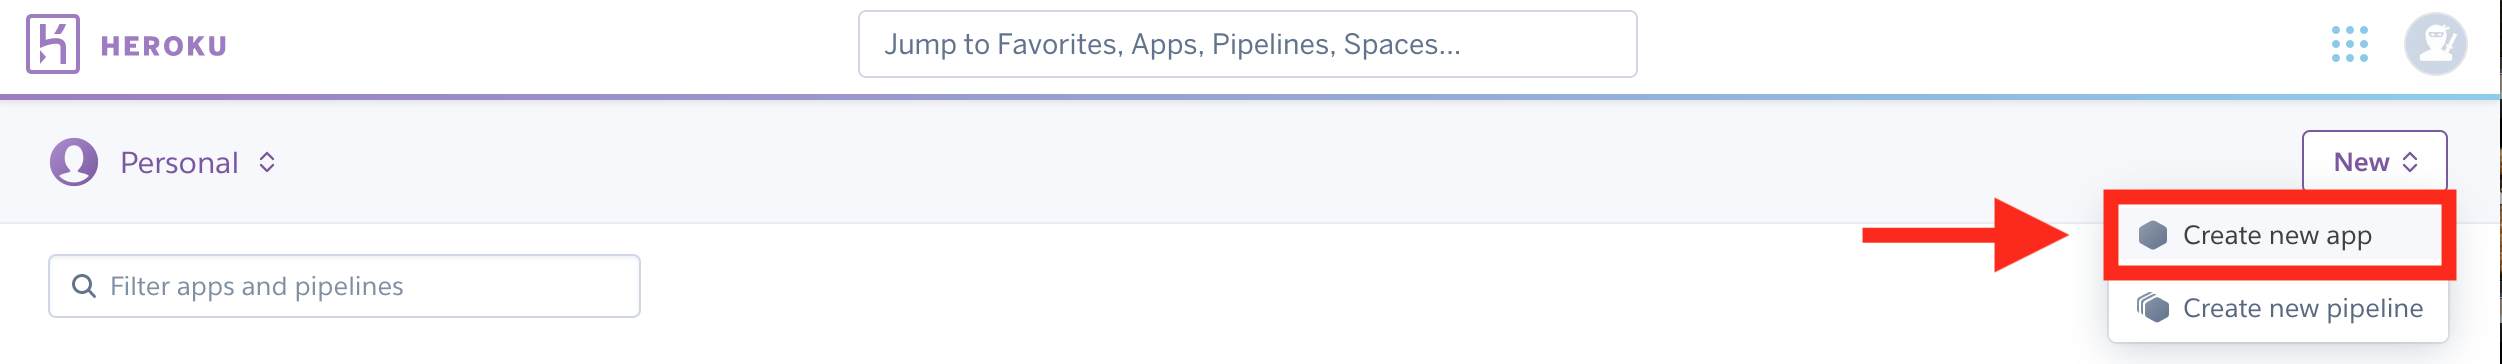 HEROKU
Jump to Favorites, Apps, Pipelines, Spaces...
Personal
New
Create new app
Filter apps and pipelines
Create new pipeline